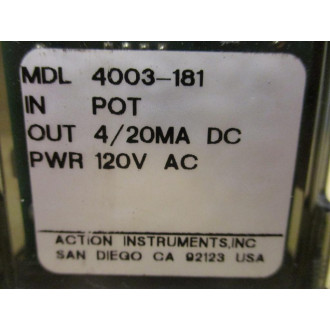 MDL 4003-181
IN POT
OUT 4/20MA DC
PWR 120V AC
ACTION INSTRUMENTS,INC
SAN DIEGO CA 92123 USA